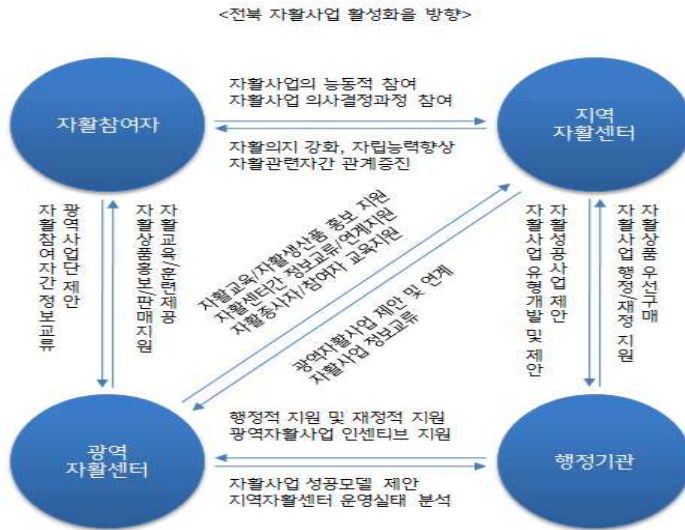 <전북 자활사업 활성화을 방향>
자활참여자
자활사업의 능동적 참여
자활사업 의사결정과정 참여
자활의지 강화, 자립능력향상
자활관련자간 관계증진
지역
자활센터
광역사업단 제안
자활참여자간 정보교류
자활교육/훈련제공
자활상품홍보/판매지원
자활교육/자활생산품 홍보 지원
자활센터간 정보교류/연계지원
자활종사자/참여자 교육지원
광역자활사업 제안 및 연계
자활사업 정보교류
자활성공사업 제안
자활사업 유형개발 및 제안
자활상품 우선구매
자활사업 행정/재정 지원
광역
자활센터
행정적 지원 및 재정적 지원
광역자활사업 인센티브 지원
자활사업 성공모델 제안
지역자활센터 운영실태 분석
행정기관